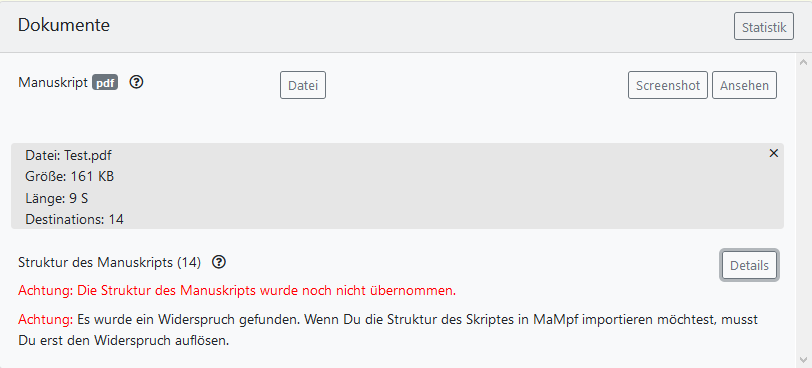 Dokumente
Statistik
Manuskript pdf
Datei
Screenshot
Ansehen
Datei: Test.pdf
Größe: 161 KB
Länge: 9 S
Destinations: 14
Struktur des Manuskripts (14)
Details
Achtung: Die Struktur des Manuskripts wurde noch nicht übernommen.
Achtung: Es wurde ein Widerspruch gefunden. Wenn Du die Struktur des Skriptes in MaMpf importieren möchtest, musst
Du erst den Widerspruch auflösen.